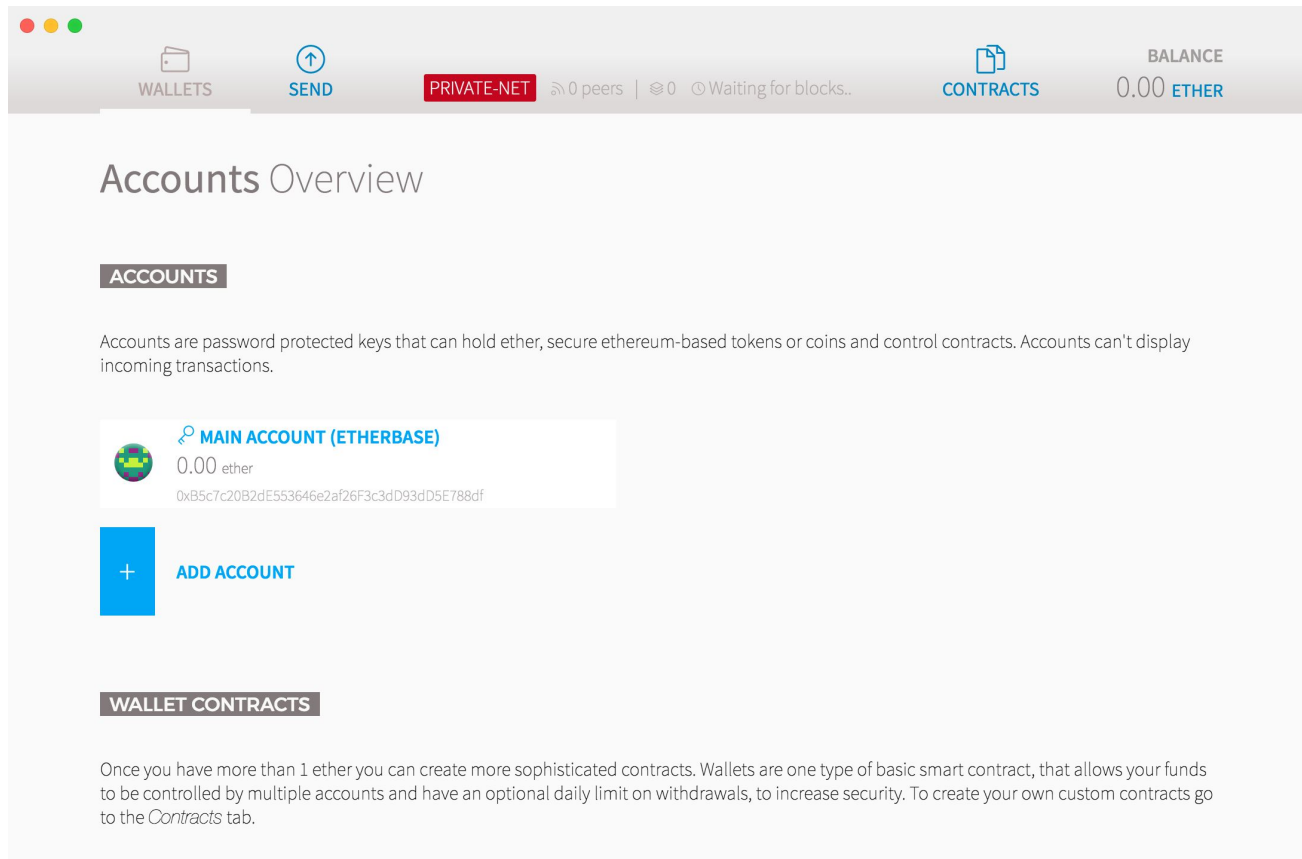 WALLETS
SEND
PRIVATE-NET 0 peers | 0 Waiting for blocks..
CONTRACTS
BALANCE
0.00 ETHER
Accounts Overview
ACCOUNTS
Accounts are password protected keys that can hold ether, secure ethereum-based tokens or coins and control contracts. Accounts can't display
incoming transactions.
MAIN ACCOUNT (ETHERBASE)
0.00 ether
0xB5c7c20B2dE553646e2af26F3c3dD93dD5E788df
+ ADD ACCOUNT
WALLET CONTRACTS
Once you have more than 1 ether you can create more sophisticated contracts. Wallets are one type of basic smart contract, that allows your funds
to be controlled by multiple accounts and have an optional daily limit on withdrawals, to increase security. To create your own custom contracts go
to the Contracts tab.